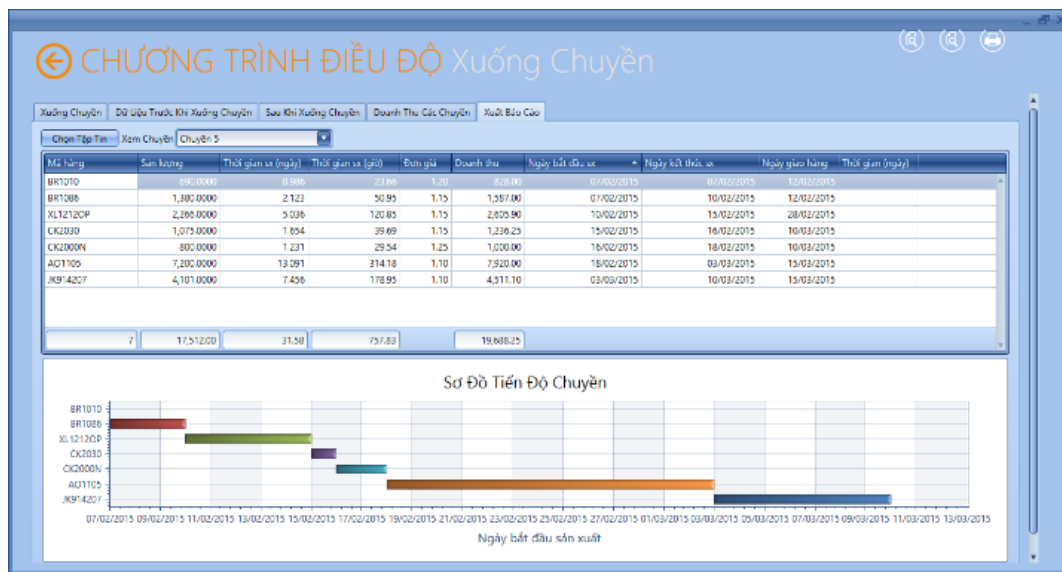 CHƯƠNG TRÌNH ĐIỀU ĐỘ Xuống Chuyền
Xuống Chuyền Dữ Liệu Trước Khi Xuống Chuyền Sau Khi Xuống Chuyền Doanh Thu Các Chuyền Xuất Báo Cáo
Chọn Tập Tin Xem Chuyền Chuyền 5
Mã hàng Sản lượng Thời gian sx (ngày) Thời gian sx (giờ) Đơn giá Doanh thu Ngày bắt đầu sx Ngày kết thúc sx Ngày giao hàng Thời gian (ngày)
BR1010 690.0000 0.986 23.66 1.20 828.00 07/02/2015 07/02/2015 12/02/2015
BR1086 1,380.0000 2.123 50.95 1.15 1,587.00 07/02/2015 10/02/2015 12/02/2015
XL1212OP 2,266.0000 5.036 120.85 1.15 2,605.90 10/02/2015 15/02/2015 28/02/2015
CK2030 1,075.0000 1.654 39.69 1.15 1,236.25 15/02/2015 16/02/2015 10/03/2015
CK2000N 800.0000 1.231 29.54 1.25 1,000.00 16/02/2015 18/02/2015 10/03/2015
AO1105 7,200.0000 13.091 314.18 1.10 7,920.00 18/02/2015 03/03/2015 15/03/2015
JK914207 4,101.0000 7.456 178.95 1.10 4,511.10 03/03/2015 10/03/2015 15/03/2015
7 17,512.00 31.58 757.83 19,688.25
Sơ Đồ Tiến Độ Chuyền
BR1010
BR1086
XL1212OP
CK2030
CK2000N
AO1105
JK914207
07/02/2015 09/02/2015 11/02/2015 13/02/2015 15/02/2015 17/02/2015 19/02/2015 21/02/2015 23/02/2015 25/02/2015 27/02/2015 01/03/2015 03/03/2015 05/03/2015 07/03/2015 09/03/2015 11/03/2015 13/03/2015
Ngày bắt đầu sản xuất